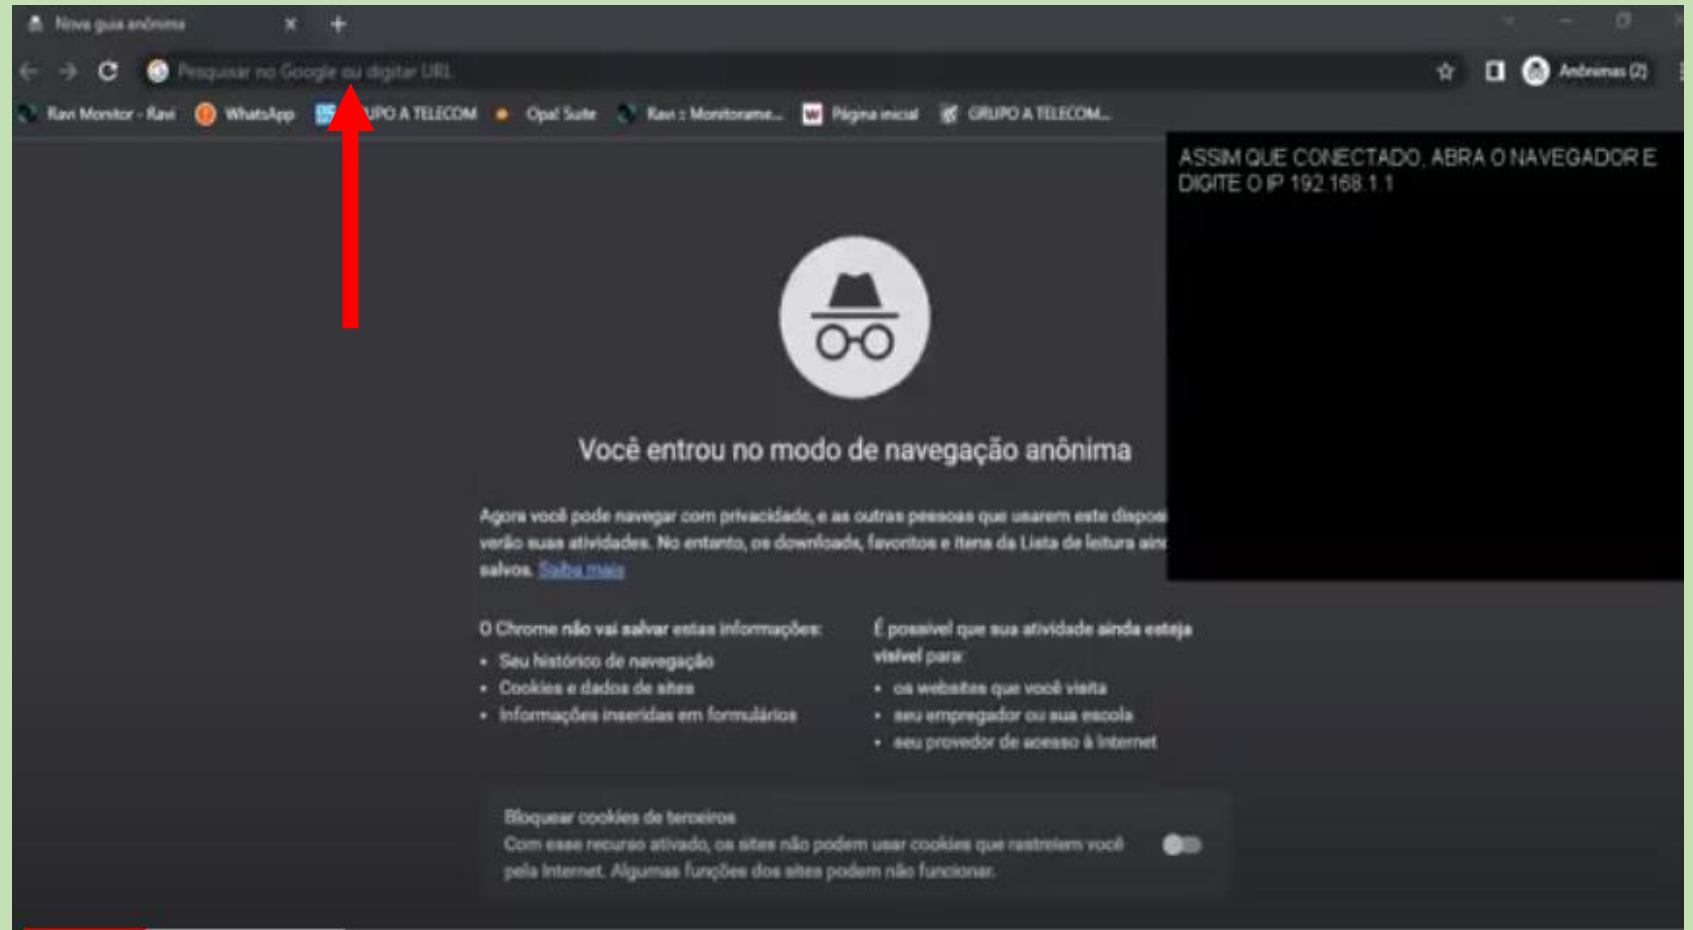 Nova guia anônima
Pesquisar no Google ou digitar URL
Anônimas (2)
Ravi Monitor - Ravi
WhatsApp
UPO A TELECOM
Opa! Suite
Ravi :: Monitorame...
Página inicial
GRUPO A TELECOM...
ASSIM QUE CONECTADO, ABRA O NAVEGADOR E
DIGITE O IP 192.168.1.1
Você entrou no modo de navegação anônima
Agora você pode navegar com privacidade, e as outras pessoas que usarem este disposi
verão suas atividades. No entanto, os downloads, favoritos e itens da Lista de leitura ain
salvos. Saiba mais
O Chrome não vai salvar estas informações:
• Seu histórico de navegação
• Cookies e dados de sites
• Informações inseridas em formulários
É possível que sua atividade ainda esteja
visível para:
• os websites que você visita
• seu empregador ou sua escola
• seu provedor de acesso à Internet
Bloquear cookies de terceiros
Com esse recurso ativado, os sites não podem usar cookies que rastreiem você
pela Internet. Algumas funções dos sites podem não funcionar.